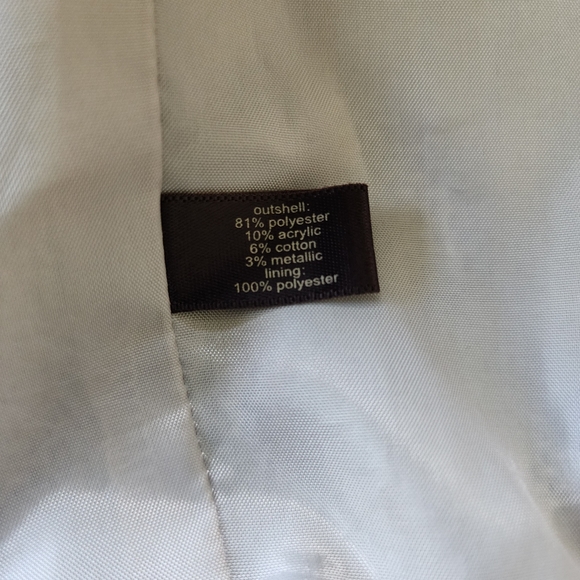 outshell:
81% polyester
10% acrylic
6% cotton
3% metallic
lining:
100% polyester